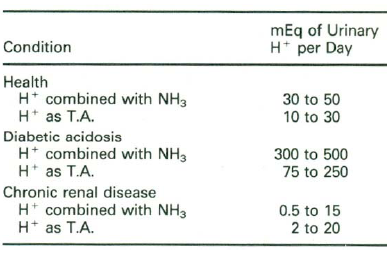 Condition mEq of Urinary
H⁺ per Day
Health
H⁺ combined with NH₃ 30 to 50
H⁺ as T.A. 10 to 30
Diabetic acidosis
H⁺ combined with NH₃ 300 to 500
H⁺ as T.A. 75 to 250
Chronic renal disease
H⁺ combined with NH₃ 0.5 to 15
H⁺ as T.A. 2 to 20